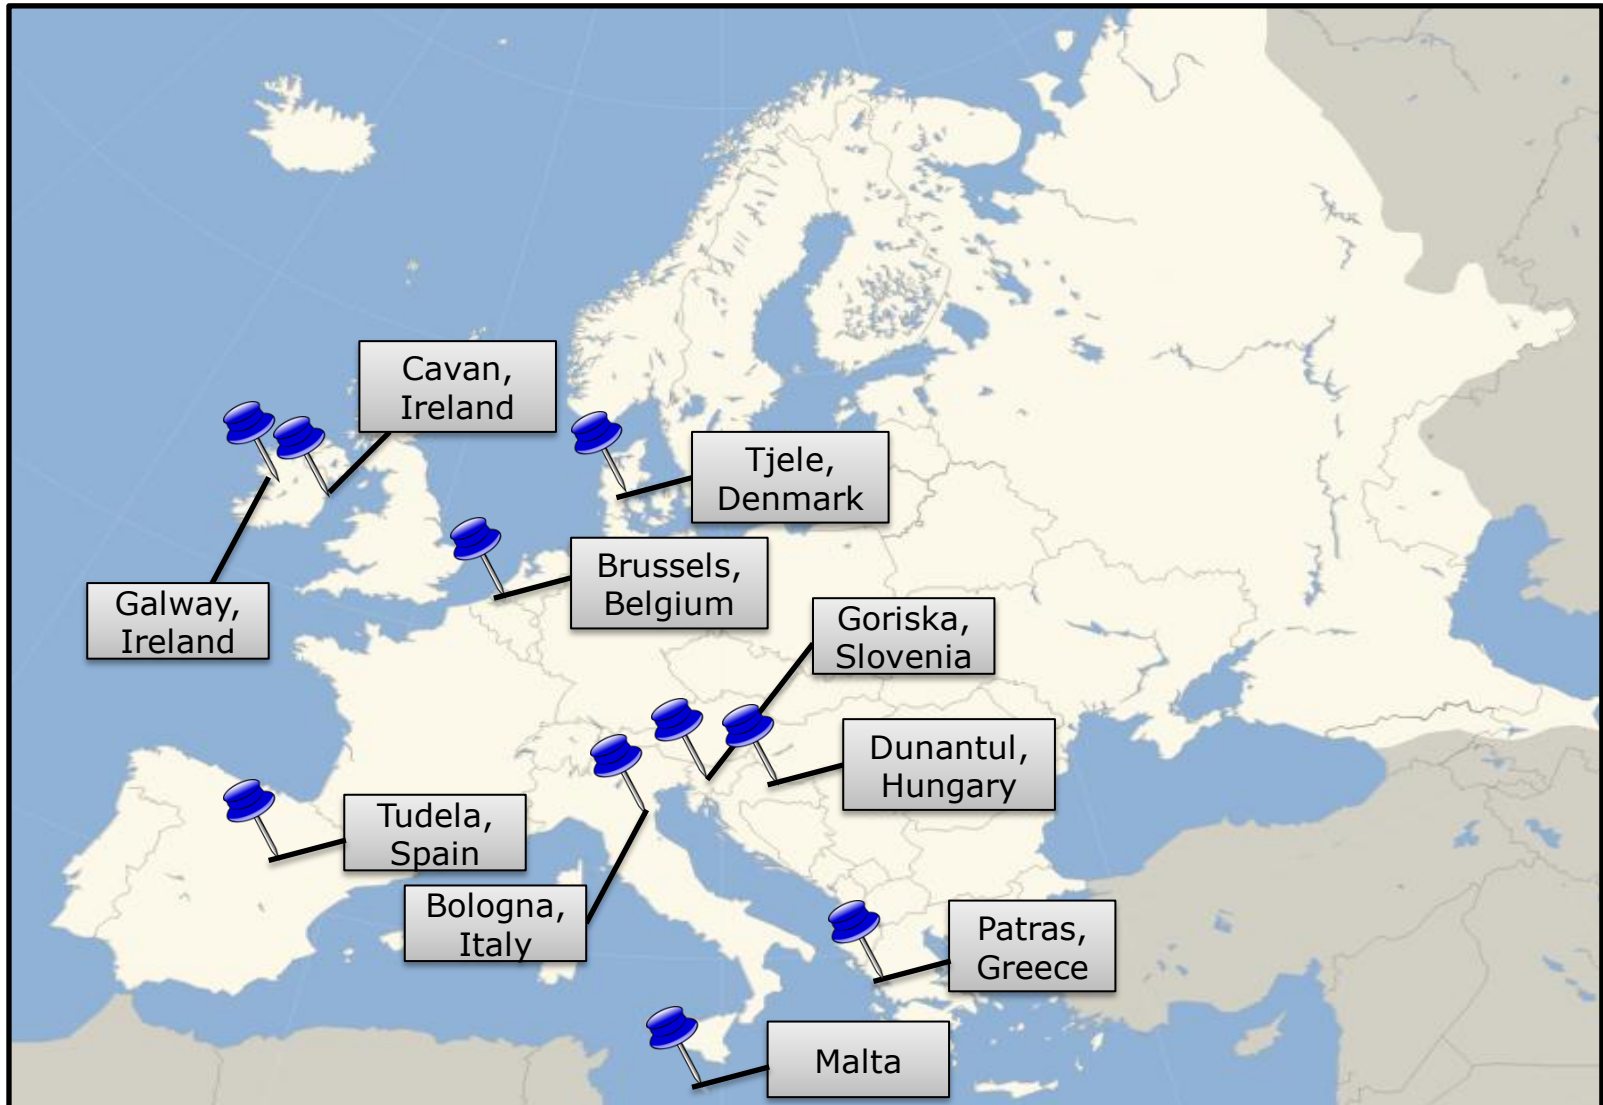 Cavan,
Ireland
Tjele,
Denmark
Brussels,
Belgium
Galway,
Ireland
Goriska,
Slovenia
Dunantul,
Hungary
Tudela,
Spain
Bologna,
Italy
Patras,
Greece
Malta